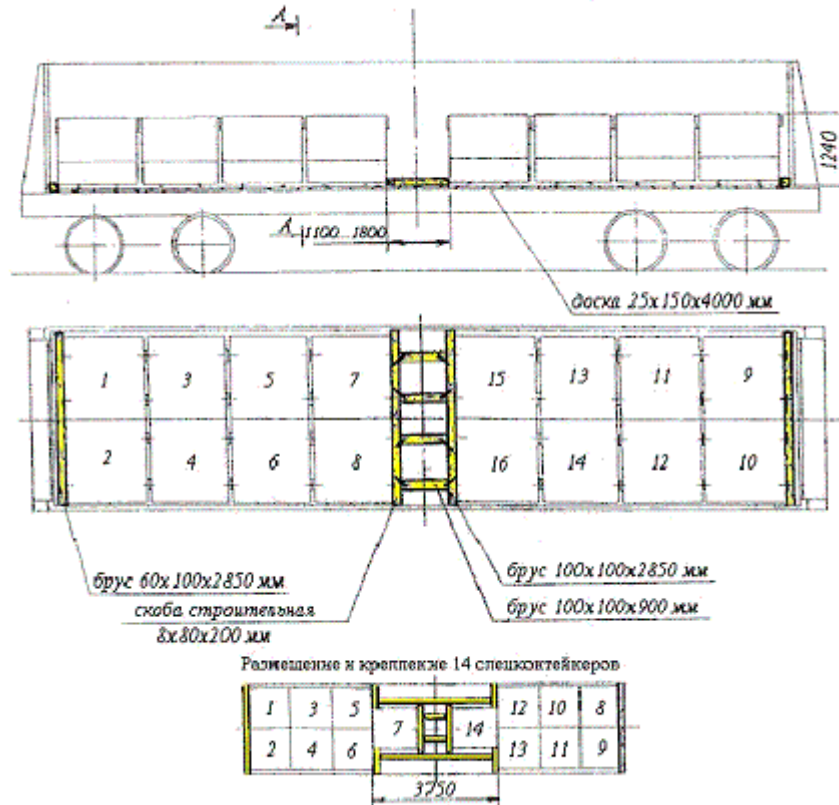 А
1240
А
1100...1800
доска 25х150х4000 мм
1 3 5 7 15 13 11 9
2 4 6 8 16 14 12 10
брус 60х100х2850 мм
брус 100х100х2850 мм
скоба строительная
8х80х200 мм
брус 100х100х900 мм
Размещение и крепление 14 спецконтейнеров
1 3 5 12 10 8
7 14
2 4 6 13 11 9
3750